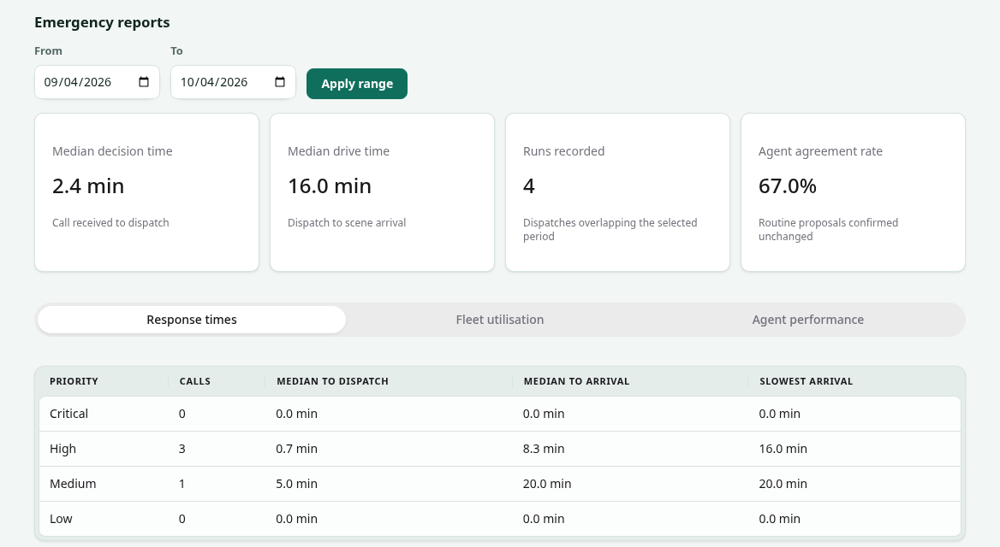 Emergency reports
From To
09/04/2026 10/04/2026 Apply range
Median decision time Median drive time Runs recorded Agent agreement rate
2.4 min 16.0 min 4 67.0%
Call received to dispatch Dispatch to scene arrival Dispatches overlapping the selected Routine proposals confirmed
period unchanged
Response times Fleet utilisation Agent performance
PRIORITY CALLS MEDIAN TO DISPATCH MEDIAN TO ARRIVAL SLOWEST ARRIVAL
Critical 0 0.0 min 0.0 min 0.0 min
High 3 0.7 min 8.3 min 16.0 min
Medium 1 5.0 min 20.0 min 20.0 min
Low 0 0.0 min 0.0 min 0.0 min